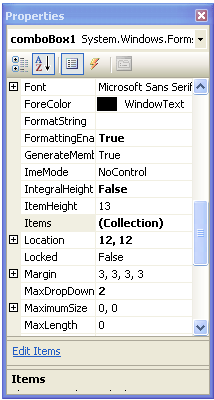 Properties
comboBox1 System.Windows.Forms
Font Microsoft Sans Serif
ForeColor WindowText
FormatString
FormattingEna True
GenerateMemb True
ImeMode NoControl
IntegralHeight False
ItemHeight 13
Items (Collection)
Location 12, 12
Locked False
Margin 3, 3, 3, 3
MaxDropDown 2
MaximumSize 0, 0
MaxLength 0
Edit Items
Items